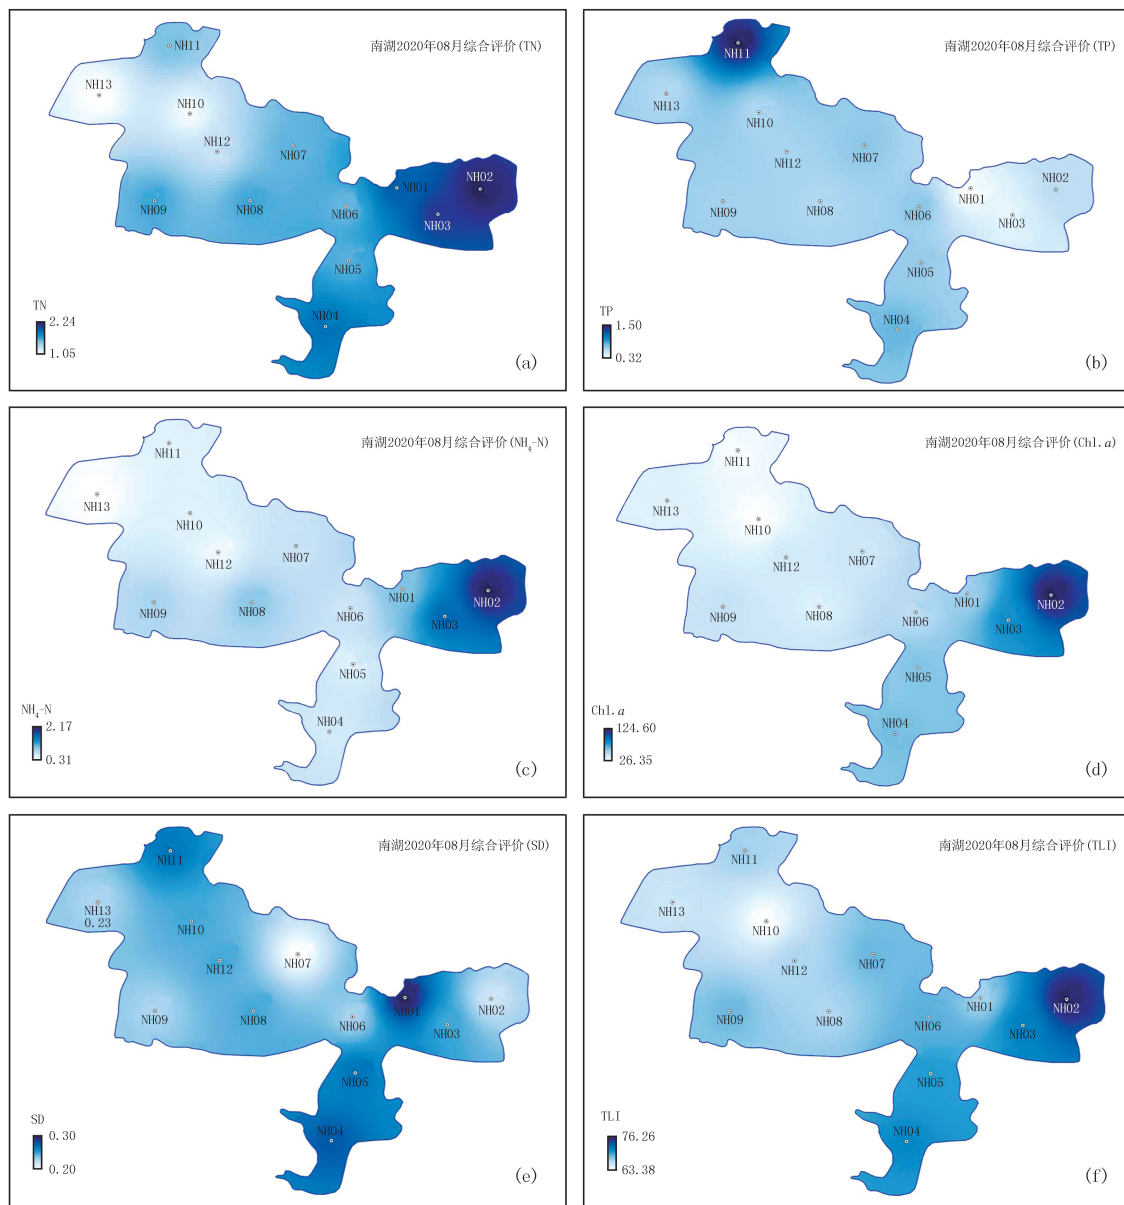 南湖2020年08月综合评价(TN)
NH11
NH13
NH10
NH12
NH07
NH02
NH01
NH09
NH08
NH06
NH03
NH05
NH04
TN
2.24
1.05
(a)
南湖2020年08月综合评价(TP)
NH11
NH13
NH10
NH12
NH07
NH02
NH01
NH09
NH08
NH06
NH03
NH05
NH04
TP
1.50
0.32
(b)
南湖2020年08月综合评价(NH4-N)
NH11
NH13
NH10
NH12
NH07
NH01
NH02
NH09
NH08
NH06
NH03
NH05
NH04
NH4-N
2.17
0.31
(c)
南湖2020年08月综合评价(Chl.a)
NH11
NH13
NH10
NH12
NH07
NH01
NH02
NH09
NH08
NH06
NH03
NH05
NH04
Chl.a
124.60
26.35
(d)
南湖2020年08月综合评价(SD)
NH11
NH13
0.23
NH10
NH12
NH07
NH01
NH02
NH09
NH08
NH06
NH03
NH05
NH04
SD
0.30
0.20
(e)
南湖2020年08月综合评价(TLI)
NH11
NH13
NH10
NH12
NH07
NH01
NH02
NH09
NH08
NH06
NH03
NH05
NH04
TLI
76.26
63.38
(f)